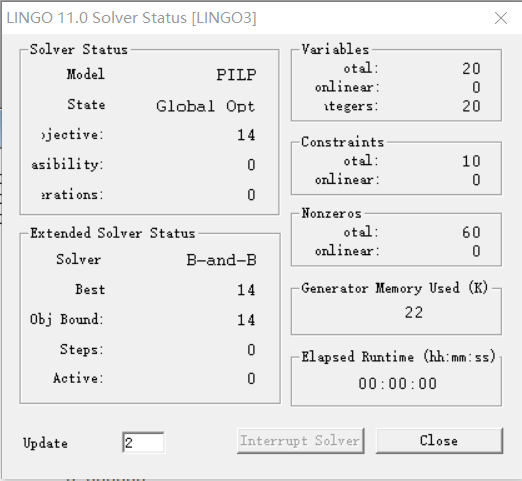 LINGO 11.0 Solver Status [LINGO3]
Solver Status
Model PILP
State Global Opt
bjective: 14
asibility: 0
erations: 0
Extended Solver Status
Solver B-and-B
Best 14
Obj Bound: 14
Steps: 0
Active: 0
Variables
otal: 20
onlinear: 0
ntegers: 20
Constraints
otal: 10
onlinear: 0
Nonzeros
otal: 60
onlinear: 0
Generator Memory Used (K)
22
Elapsed Runtime (hh:mm:ss)
00:00:00
Update 2
Interrupt Solver
Close